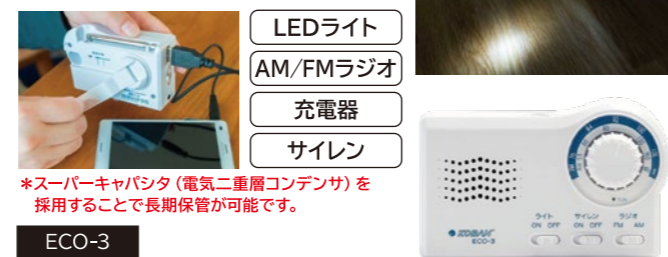 LEDライト
AM/FMラジオ
充電器
サイレン
*スーパーキャパシタ(電気二重層コンデンサ)を
採用することで長期保管が可能です。
ECO-3
KOBAN
ECO-3
ライト サイレン ラジオ
ON OFF ON OFF FM AM